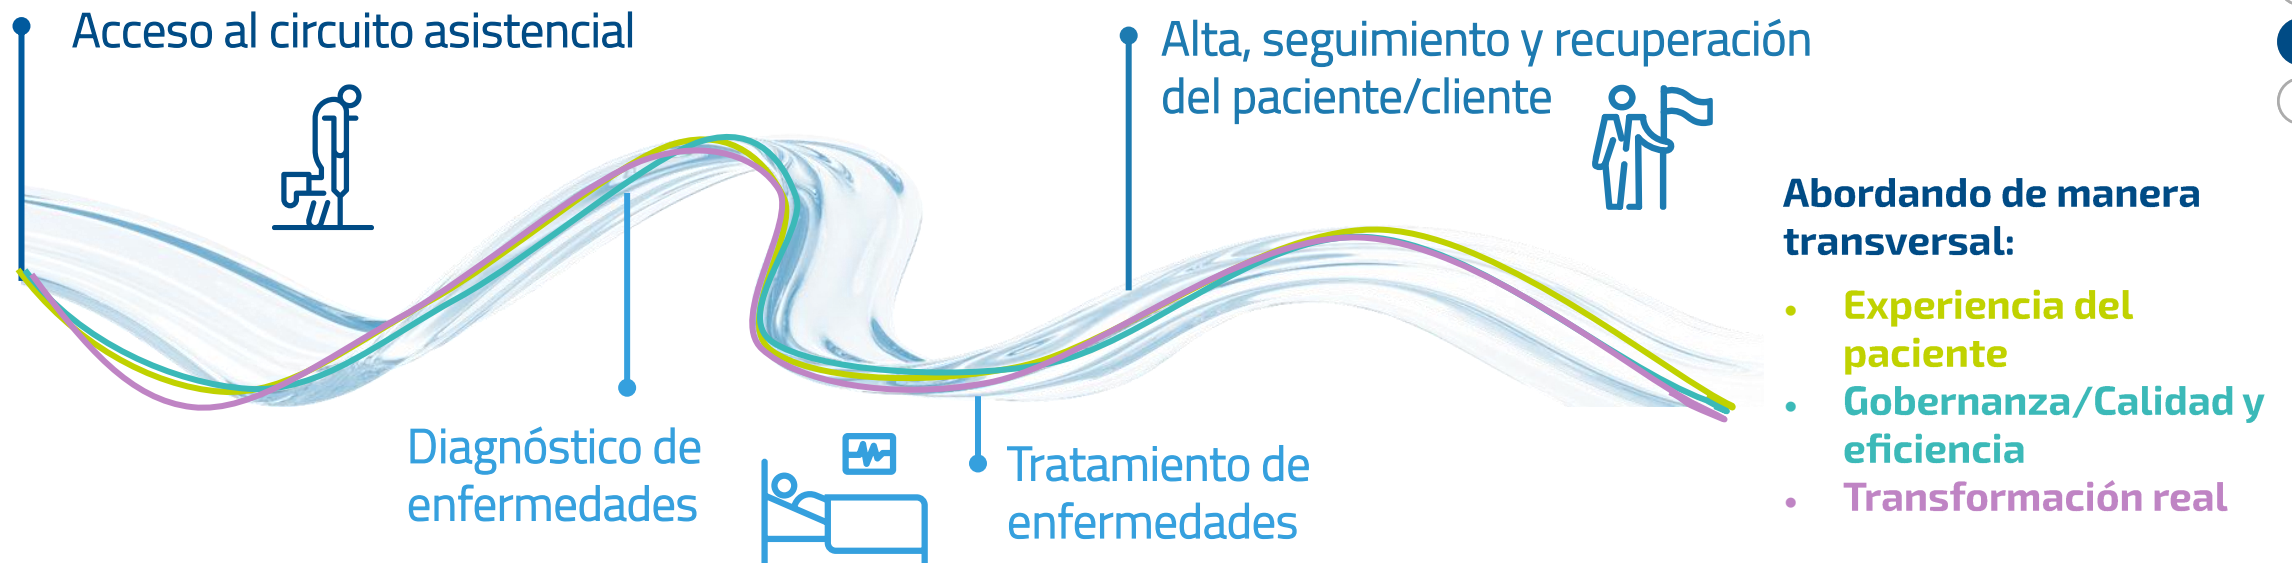 Acceso al circuito asistencial
Alta, seguimiento y recuperación
del paciente/cliente
Diagnóstico de
enfermedades
Tratamiento de
enfermedades
Abordando de manera
transversal:
• Experiencia del
paciente
• Gobernanza/Calidad y
eficiencia
• Transformación real